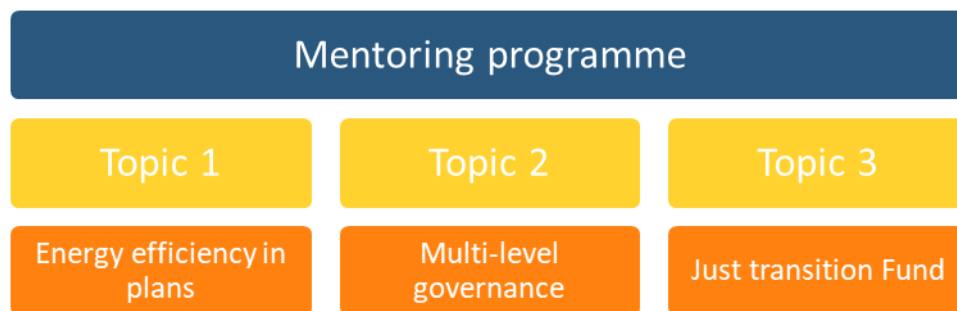 Mentoring programme
Topic 1
Topic 2
Topic 3
Energy efficiency in
plans
Multi-level
governance
Just transition Fund